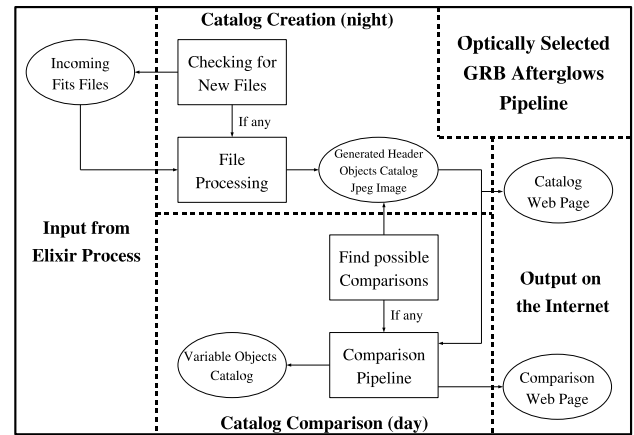 Catalog Creation (night)
Optically Selected
GRB Afterglows
Pipeline
Incoming
Fits Files
Checking for
New Files
If any
File
Processing
Generated Header
Objects Catalog
Jpeg Image
Catalog
Web Page
Input from
Elixir Process
Find possible
Comparisons
Output on
the Internet
If any
Variable Objects
Catalog
Comparison
Pipeline
Comparison
Web Page
Catalog Comparison (day)